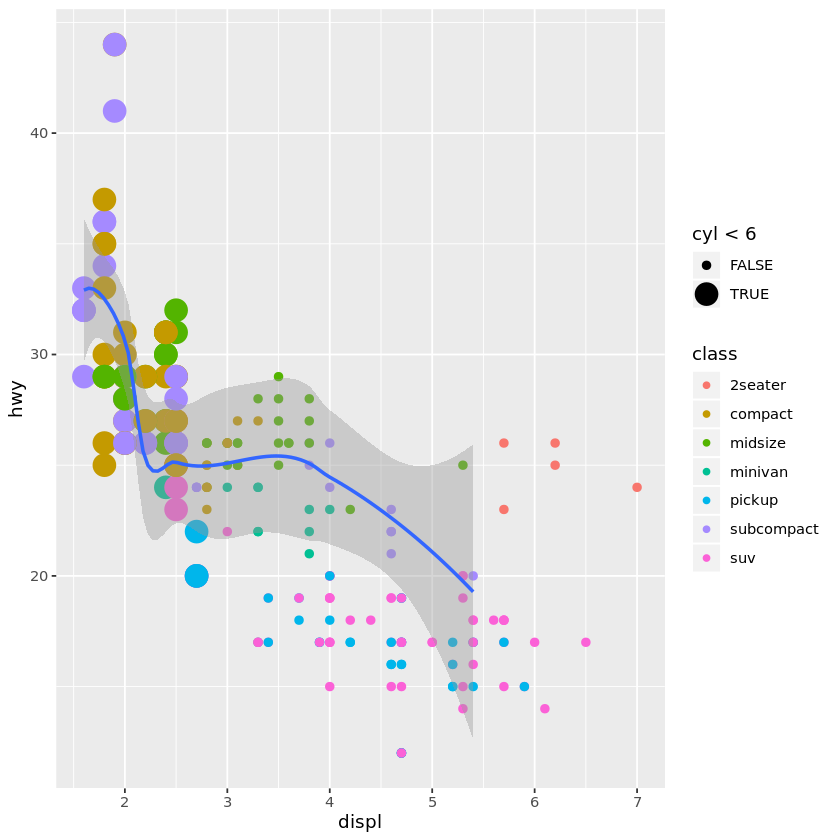 40
30
20
hwy
2 3 4 5 6 7
displ
cyl < 6
FALSE
TRUE
class
2seater
compact
midsize
minivan
pickup
subcompact
suv